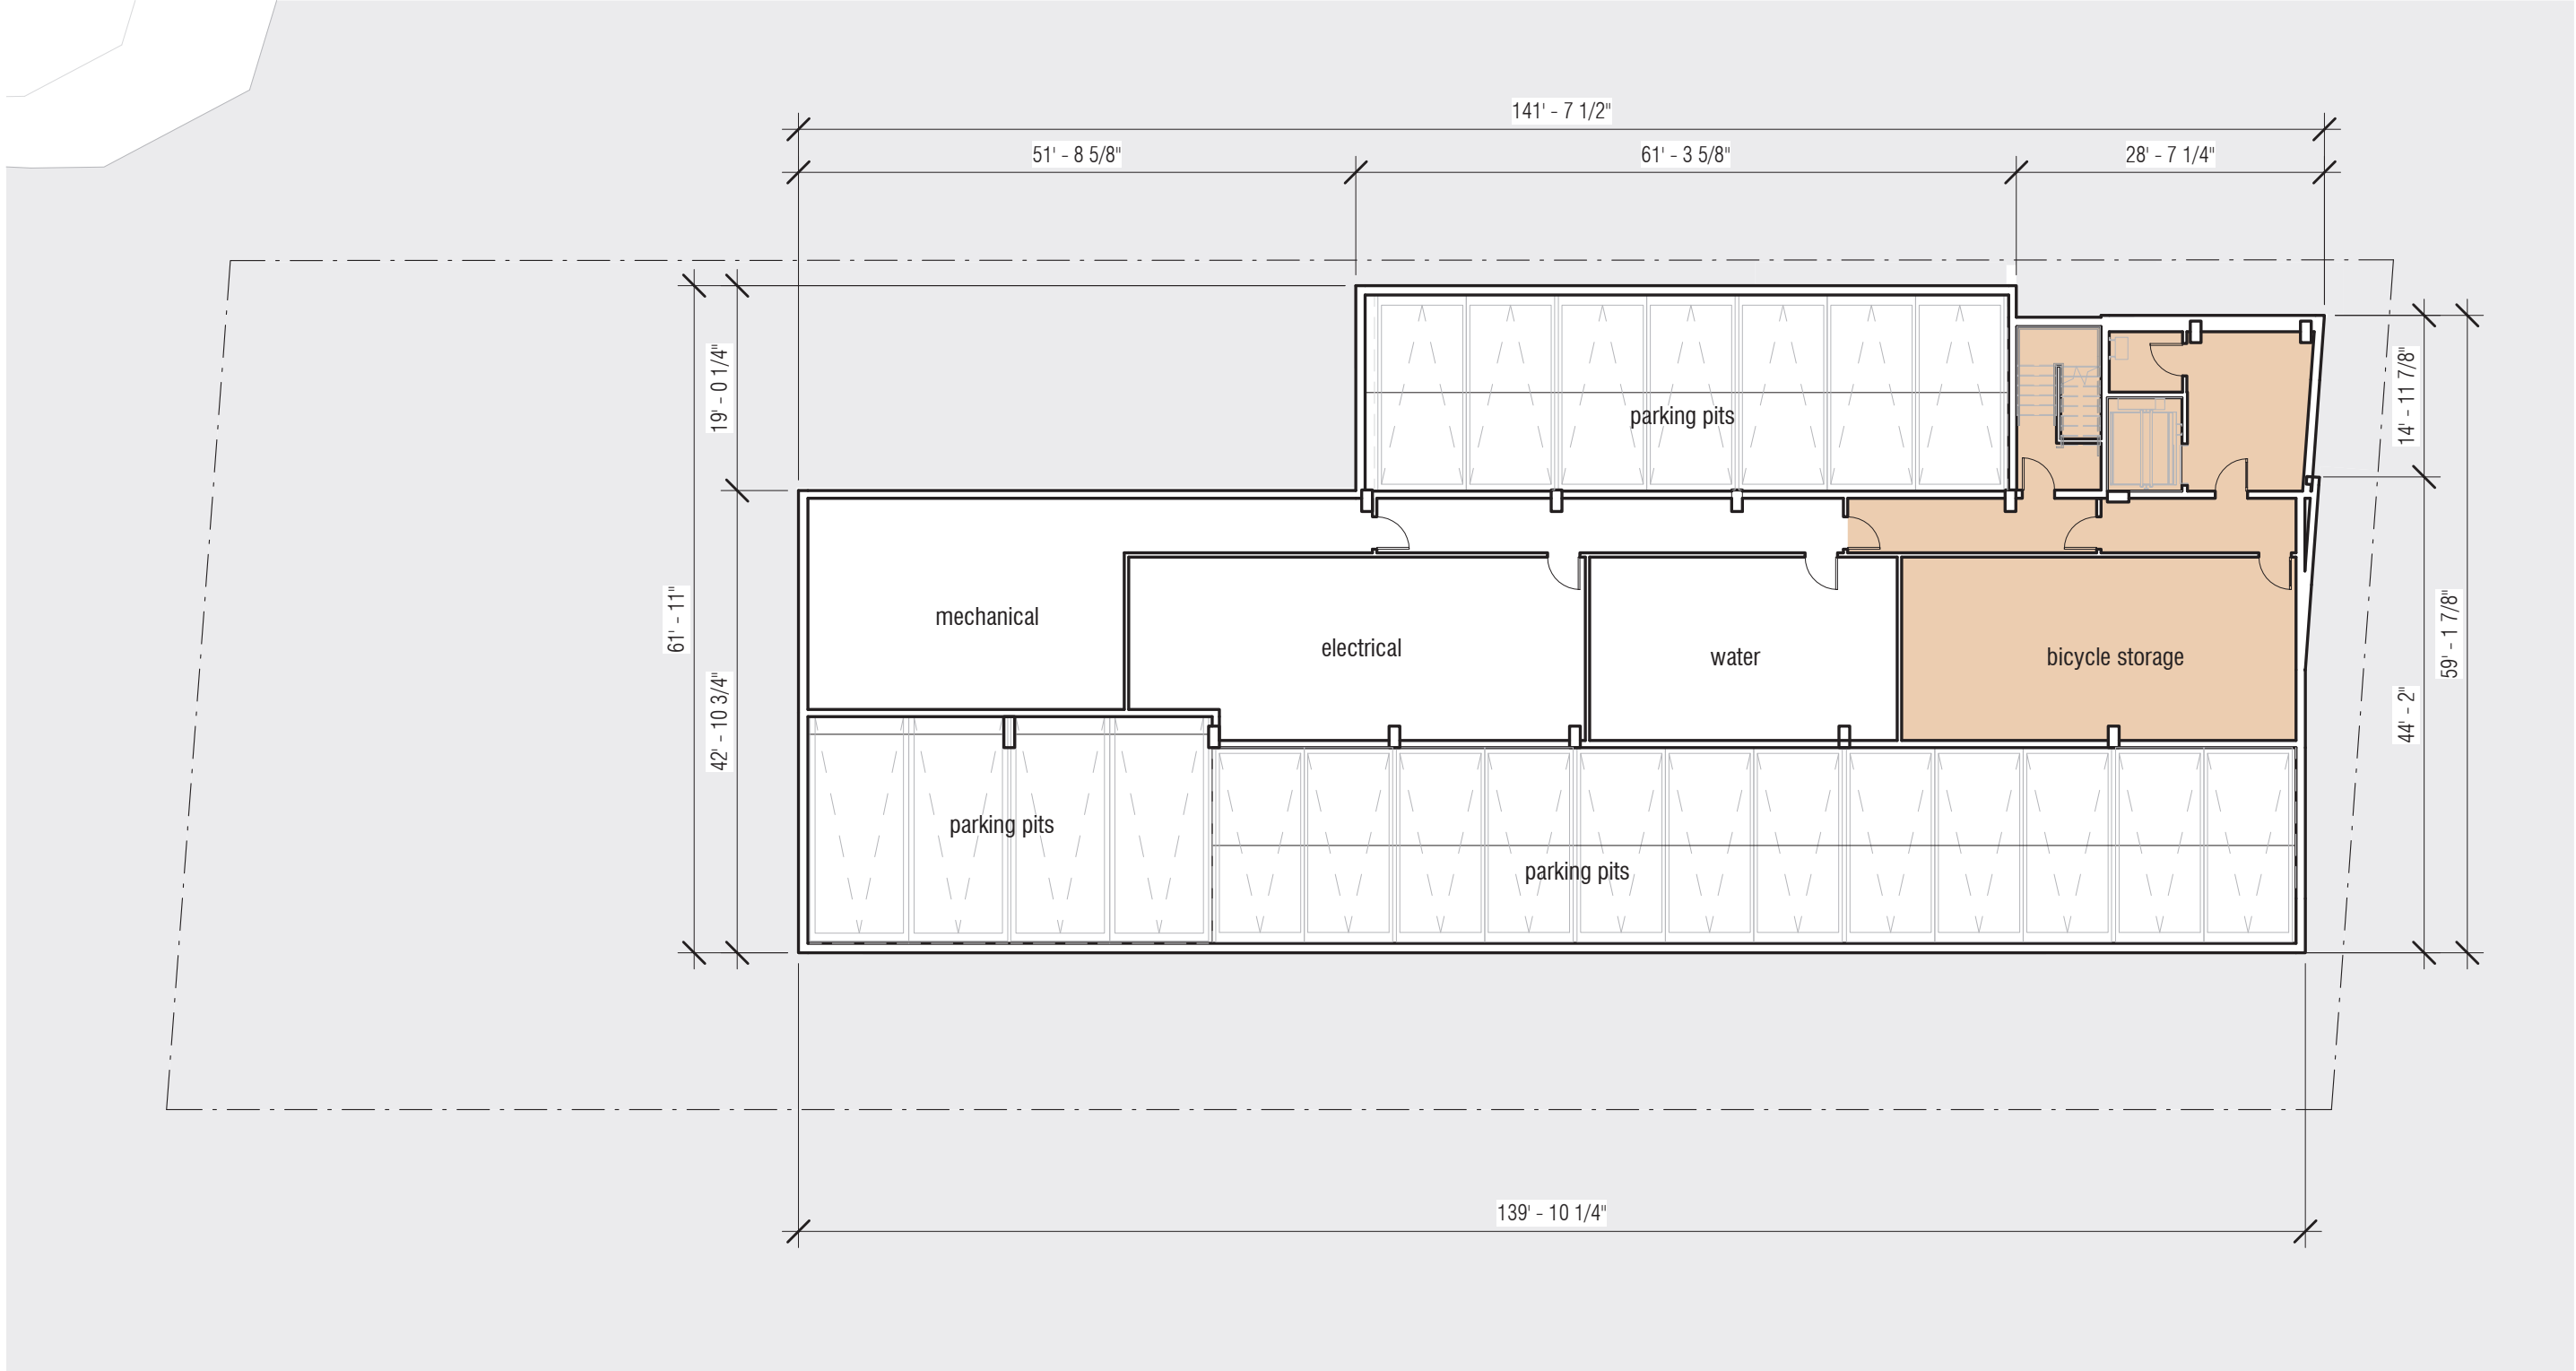 141' - 7 1/2"
51' - 8 5/8"
61' - 3 5/8"
28' - 7 1/4"
19' - 0 1/4"
14' - 11 7/8"
parking pits
61' - 11"
mechanical
electrical
water
bicycle storage
59' - 1 7/8"
42' - 10 3/4"
44' - 2"
parking pits
parking pits
139' - 10 1/4"